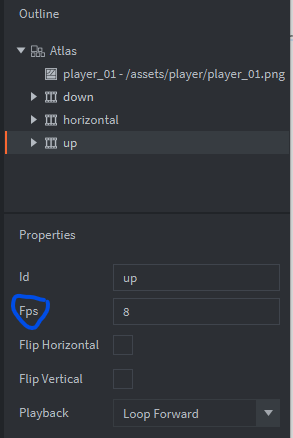 Outline
Atlas
player_01 - /assets/player/player_01.png
down
horizontal
up
Properties
Id up
Fps 8
Flip Horizontal
Flip Vertical
Playback Loop Forward